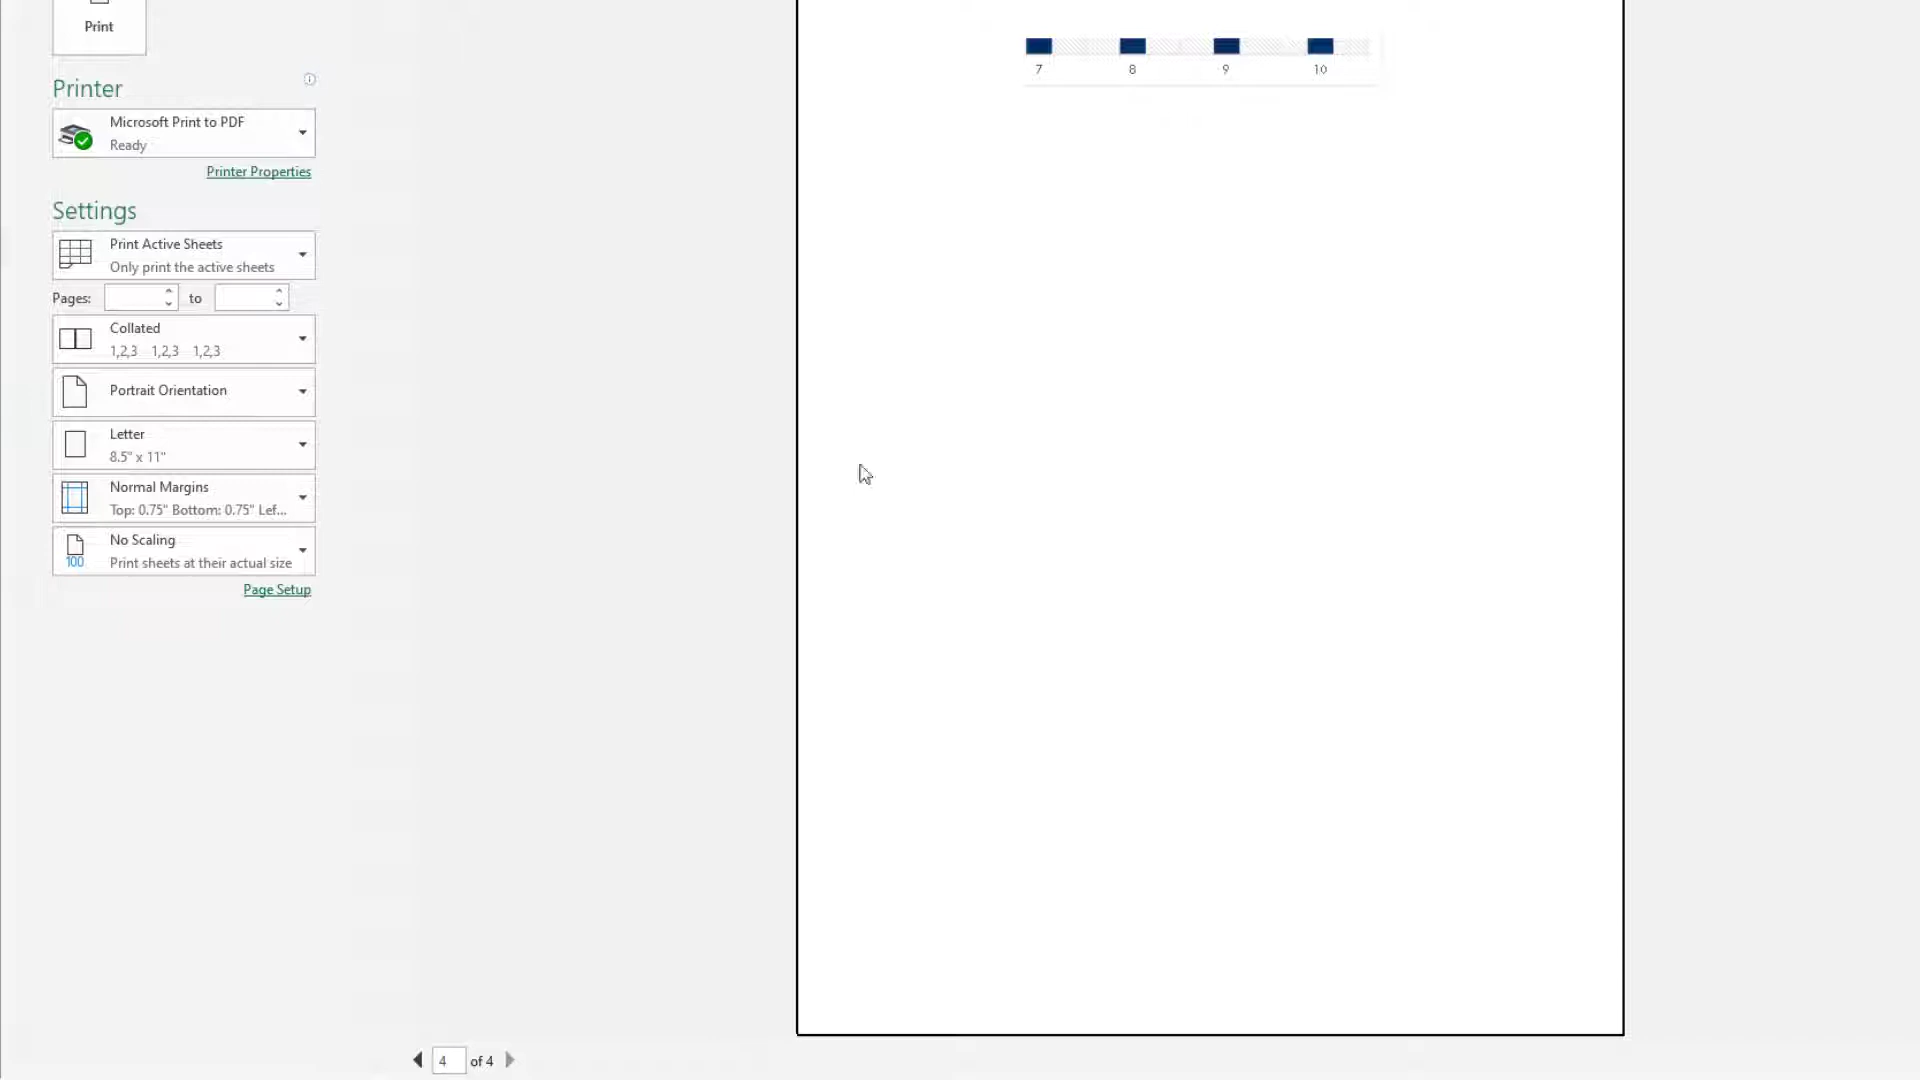 Print
Printer
Microsoft Print to PDF
Ready
Printer Properties
Settings
Print Active Sheets
Only print the active sheets
Pages: to
Collated
1,2,3 1,2,3 1,2,3
Portrait Orientation
Letter
8.5" x 11"
Normal Margins
Top: 0.75" Bottom: 0.75" Lef...
No Scaling
100
Print sheets at their actual size
Page Setup
7 8 9 10
4 of 4